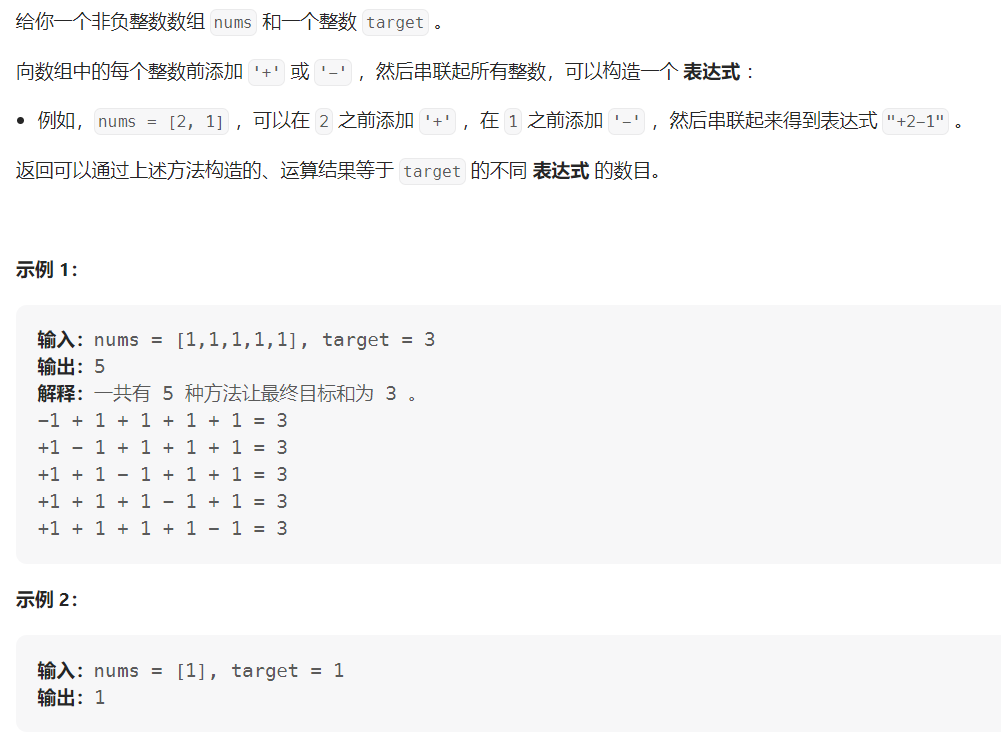 给你一个非负整数数组 nums 和一个整数 target 。
向数组中的每个整数前添加 '+' 或 '-' ，然后串联起所有整数，可以构造一个 表达式 ：
• 例如，nums = [2, 1] ，可以在 2 之前添加 '+' ，在 1 之前添加 '-' ，然后串联起来得到表达式 "+2-1" 。
返回可以通过上述方法构造的、运算结果等于 target 的不同 表达式 的数目。
示例 1：
输入：nums = [1,1,1,1,1], target = 3
输出：5
解释：一共有 5 种方法让最终目标和为 3 。
-1 + 1 + 1 + 1 + 1 = 3
+1 - 1 + 1 + 1 + 1 = 3
+1 + 1 - 1 + 1 + 1 = 3
+1 + 1 + 1 - 1 + 1 = 3
+1 + 1 + 1 + 1 - 1 = 3
示例 2：
输入：nums = [1], target = 1
输出：1